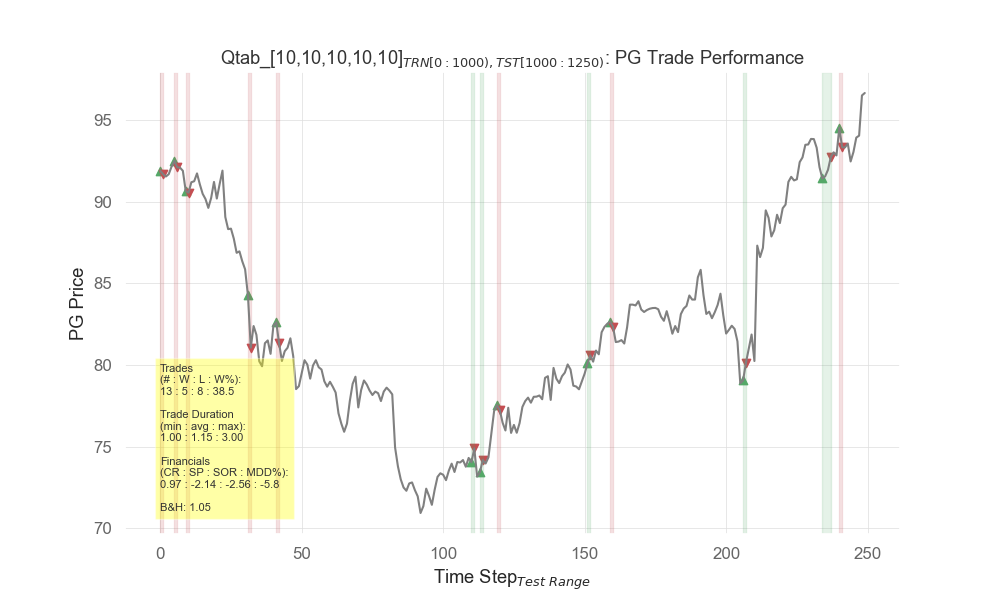 Qtab_[10,10,10,10,10]TRN[0 : 1000), TST[1000 : 1250): PG Trade Performance
PG Price
95
90
85
80
75
70
Trades
(# : W : L : W%):
13 : 5 : 8 : 38.5
Trade Duration
(min : avg : max):
1.00 : 1.15 : 3.00
Financials
(CR : SP : SOR : MDD%):
0.97 : -2.14 : -2.56 : -5.8
B&H: 1.05
0 50 100 150 200 250
Time StepTest Range